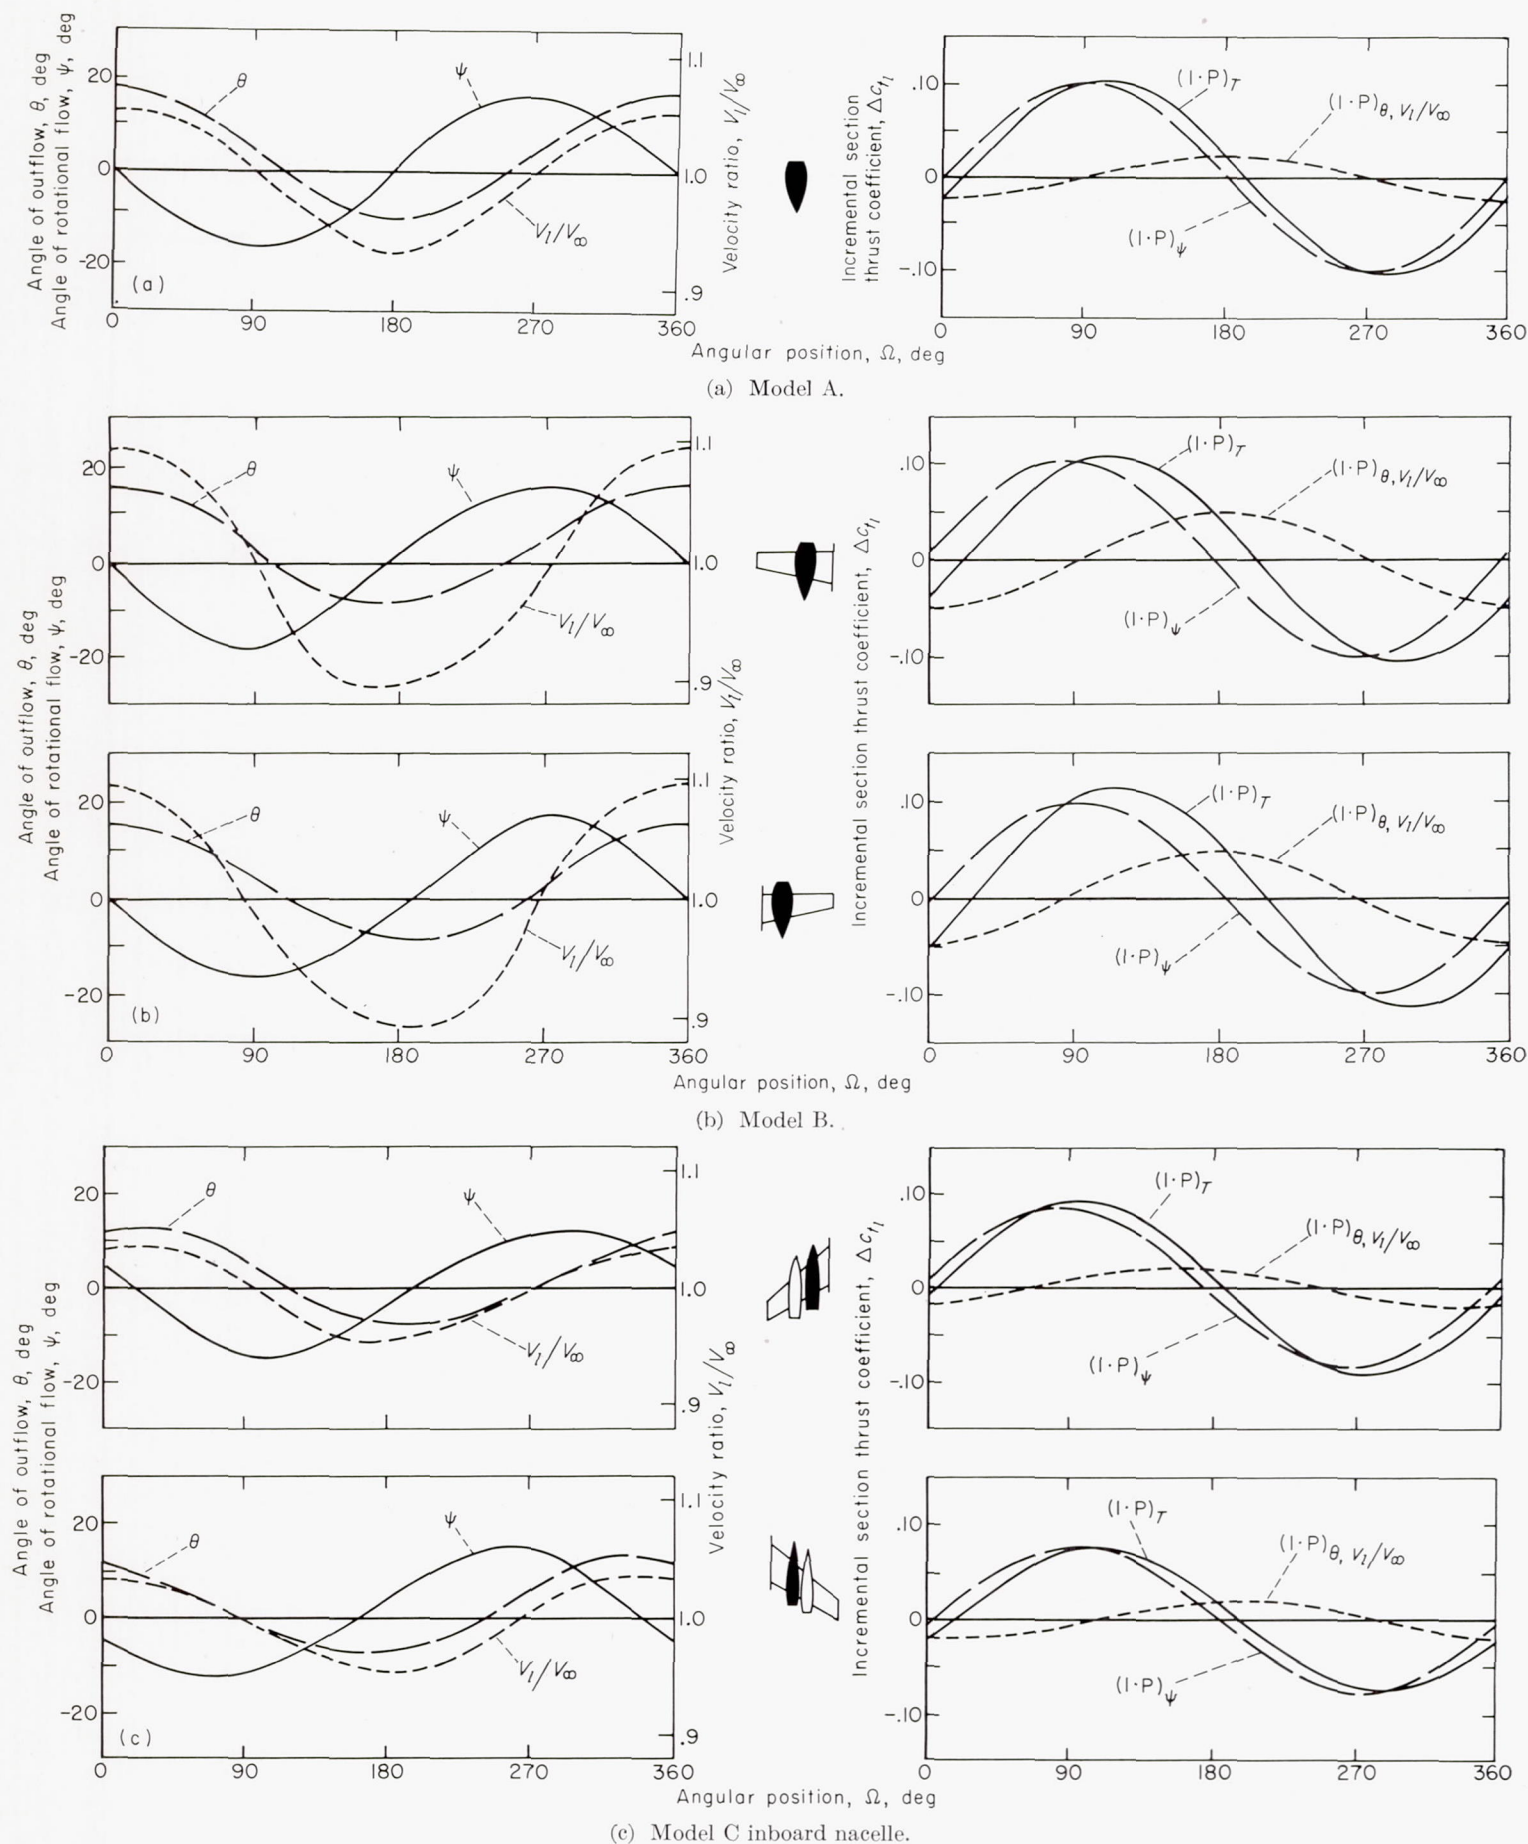 Angle of outflow, θ, deg
Angle of rotational flow, ψ, deg
20
0
-20
θ
ψ
V_l/V_∞
(a)
1.1
1.0
.9
Velocity ratio, V_l/V_∞
0 90 180 270 360
Incremental section
thrust coefficient, Δc_t_l
.10
0
-.10
(1·P)_T
(1·P)_θ, V_l/V_∞
(1·P)_ψ
0 90 180 270 360
Angular position, Ω, deg
(a) Model A.
Angle of outflow, θ, deg
Angle of rotational flow, ψ, deg
20
0
-20
θ
ψ
V_l/V_∞
1.1
1.0
.9
Velocity ratio, V_l/V_∞
Incremental section thrust coefficient, Δc_t_l
.10
0
-.10
(1·P)_T
(1·P)_θ, V_l/V_∞
(1·P)_ψ
20
0
-20
θ
ψ
V_l/V_∞
(b)
1.1
1.0
.9
0 90 180 270 360
.10
0
-.10
(1·P)_T
(1·P)_θ, V_l/V_∞
(1·P)_ψ
0 90 180 270 360
Angular position, Ω, deg
(b) Model B.
Angle of outflow, θ, deg
Angle of rotational flow, ψ, deg
20
0
-20
θ
ψ
V_l/V_∞
1.1
1.0
.9
Velocity ratio, V_l/V_∞
Incremental section thrust coefficient, Δc_t_l
.10
0
-.10
(1·P)_T
(1·P)_θ, V_l/V_∞
(1·P)_ψ
20
0
-20
θ
ψ
V_l/V_∞
(c)
1.1
1.0
.9
0 90 180 270 360
.10
0
-.10
(1·P)_T
(1·P)_θ, V_l/V_∞
(1·P)_ψ
0 90 180 270 360
Angular position, Ω, deg
(c) Model C inboard nacelle.